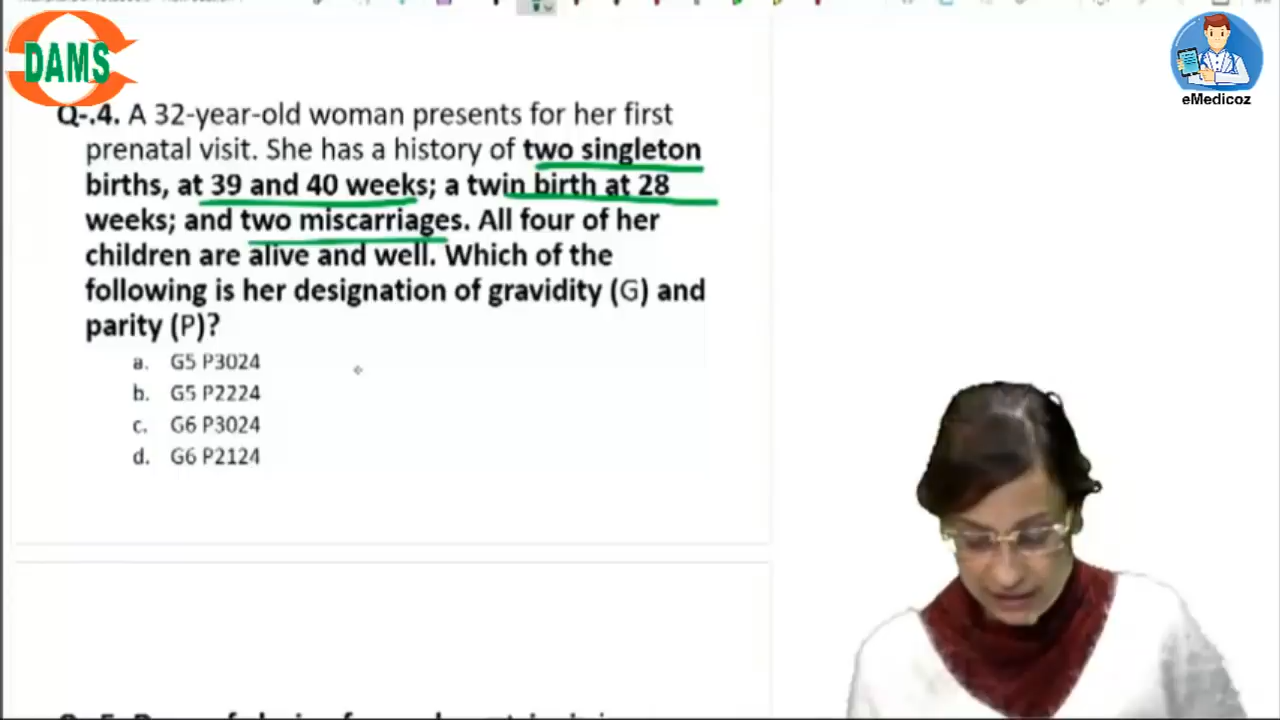 DAMS
eMedicoz
Q-.4. A 32-year-old woman presents for her first
prenatal visit. She has a history of two singleton
births, at 39 and 40 weeks; a twin birth at 28
weeks; and two miscarriages. All four of her
children are alive and well. Which of the
following is her designation of gravidity (G) and
parity (P)?
a. G5 P3024
b. G5 P2224
c. G6 P3024
d. G6 P2124